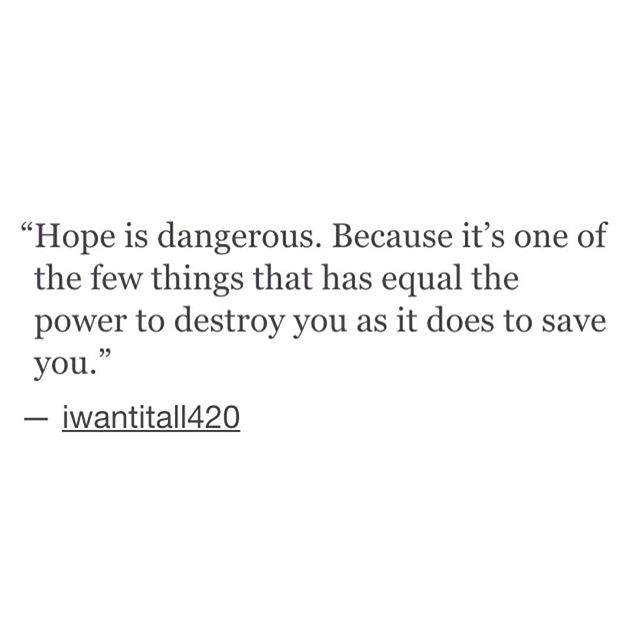 “Hope is dangerous. Because it’s one of
the few things that has equal the
power to destroy you as it does to save
you.”
— iwantitall420